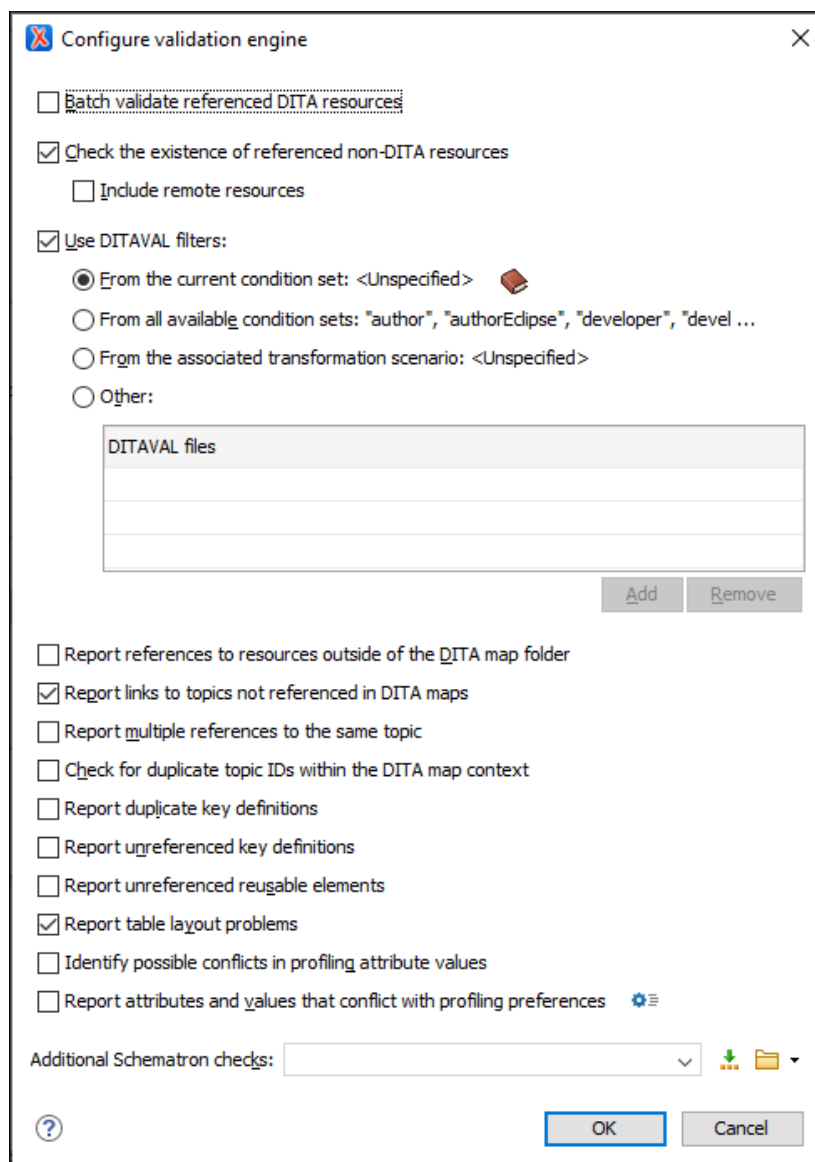 Configure validation engine
Batch validate referenced DITA resources
Check the existence of referenced non-DITA resources
Include remote resources
Use DITAVAL filters:
From the current condition set: <Unspecified>
From all available condition sets: "author", "authorEclipse", "developer", "devel ...
From the associated transformation scenario: <Unspecified>
Other:
DITAVAL files
Add Remove
Report references to resources outside of the DITA map folder
Report links to topics not referenced in DITA maps
Report multiple references to the same topic
Check for duplicate topic IDs within the DITA map context
Report duplicate key definitions
Report unreferenced key definitions
Report unreferenced reusable elements
Report table layout problems
Identify possible conflicts in profiling attribute values
Report attributes and values that conflict with profiling preferences
Additional Schematron checks:
OK Cancel